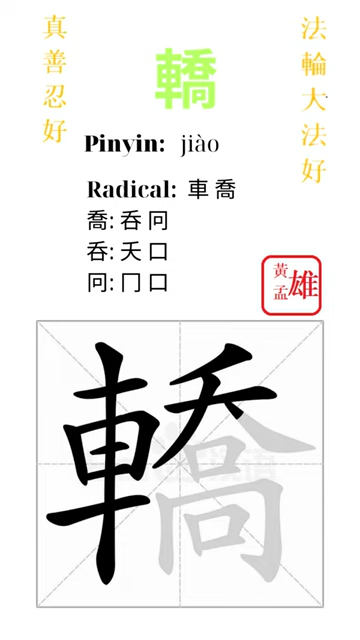 真善忍好
法輪大法好
轎
Pinyin: jiào
Radical: 車 喬
喬: 呑 冋
呑: 夭 口
冋: 冂 口
黃孟雄
轎